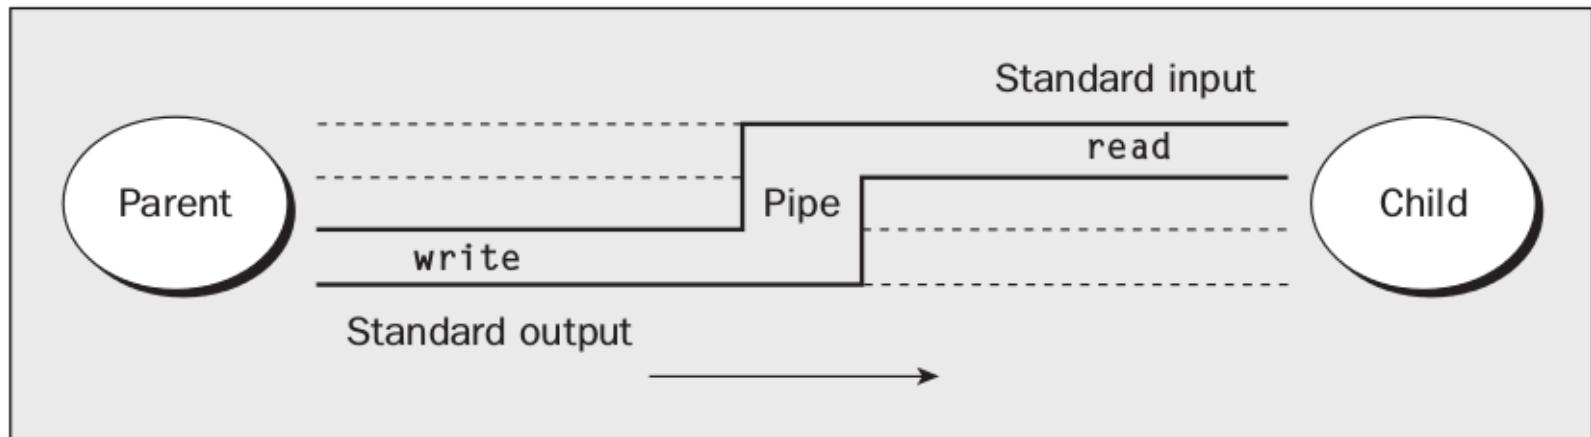 Standard input
read
Parent
Pipe
Child
write
Standard output